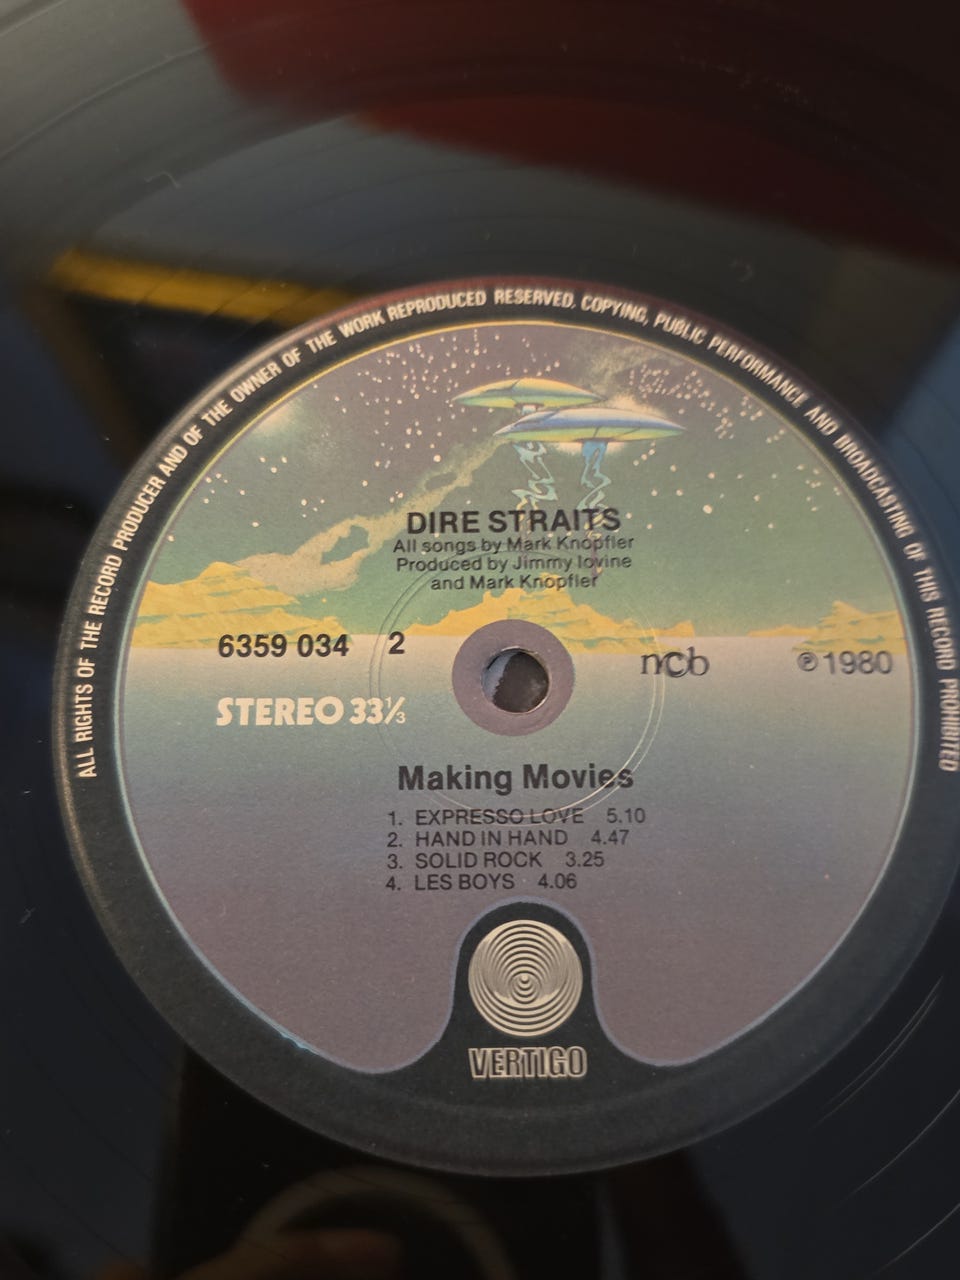 ALL RIGHTS OF THE RECORD PRODUCER AND OF THE OWNER OF THE WORK REPRODUCED RESERVED. COPYING, PUBLIC PERFORMANCE AND BROADCASTING OF THIS RECORD PROHIBITED
DIRE STRAITS
All songs by Mark Knopfler
Produced by Jimmy Iovine
and Mark Knopfler
6359 034 2
ncb ℗ 1980
STEREO 33⅓
Making Movies
1. EXPRESSO LOVE 5.10
2. HAND IN HAND 4.47
3. SOLID ROCK 3.25
4. LES BOYS 4.06
VERTIGO